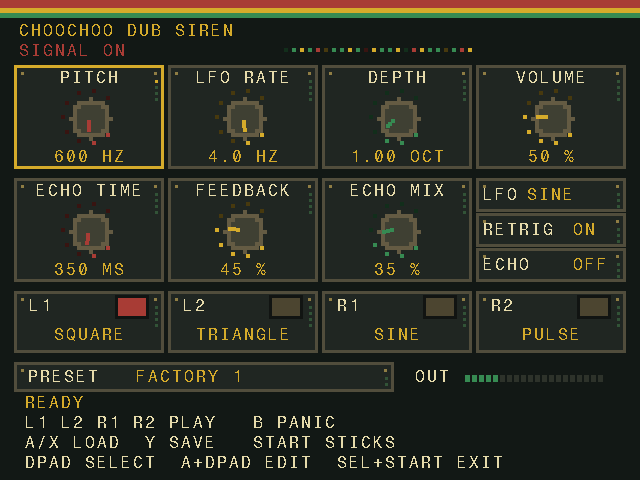 CHOOCHOO DUB SIREN
SIGNAL ON
PITCH LFO RATE DEPTH VOLUME
600 HZ 4.0 HZ 1.00 OCT 50 %
ECHO TIME FEEDBACK ECHO MIX
350 MS 45 % 35 %
LFO SINE
RETRIG ON
ECHO OFF
L1 L2 R1 R2
SQUARE TRIANGLE SINE PULSE
PRESET FACTORY 1 OUT
READY
L1 L2 R1 R2 PLAY B PANIC
A/X LOAD Y SAVE START STICKS
DPAD SELECT A+DPAD EDIT SEL+START EXIT